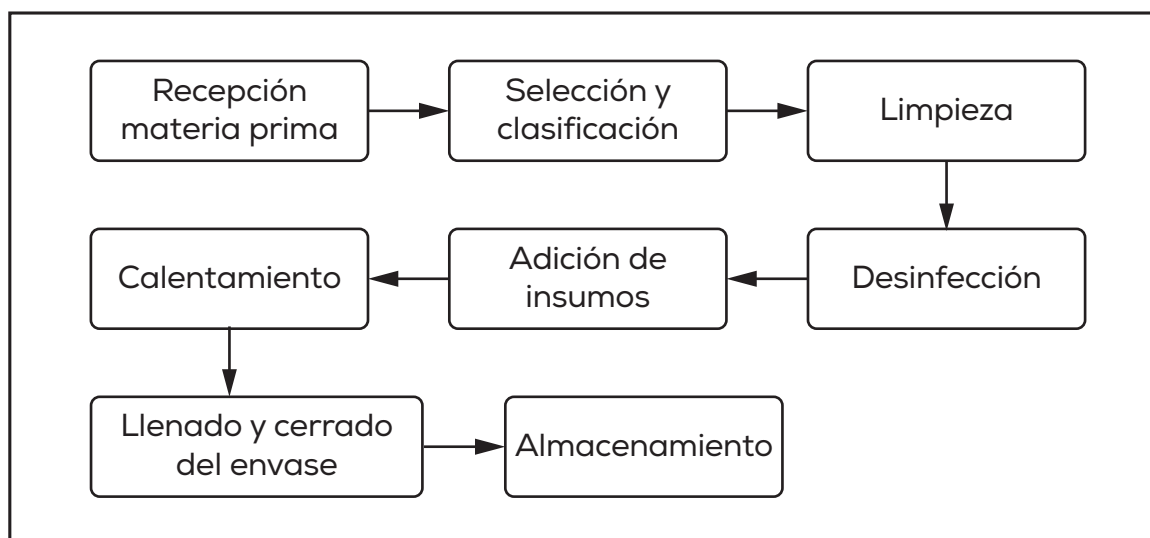 Recepción
materia prima
Selección y
clasificación
Limpieza
Desinfección
Adición de
insumos
Calentamiento
Llenado y cerrado
del envase
Almacenamiento